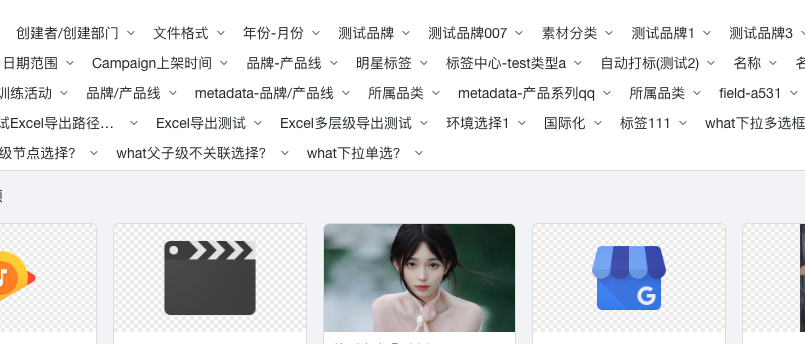 创建者/创建部门 文件格式 年份-月份 测试品牌 测试品牌007 素材分类 测试品牌1 测试品牌3
日期范围 Campaign上架时间 品牌-产品线 明星标签 标签中心-test类型a 自动打标(测试2) 名称
训练活动 品牌/产品线 metadata-品牌/产品线 所属品类 metadata-产品系列qq 所属品类 field-a531
试Excel导出路径... Excel导出测试 Excel多层级导出测试 环境选择1 国际化 标签111 what下拉多选框
级节点选择? what父子级不关联选择? what下拉单选?
G